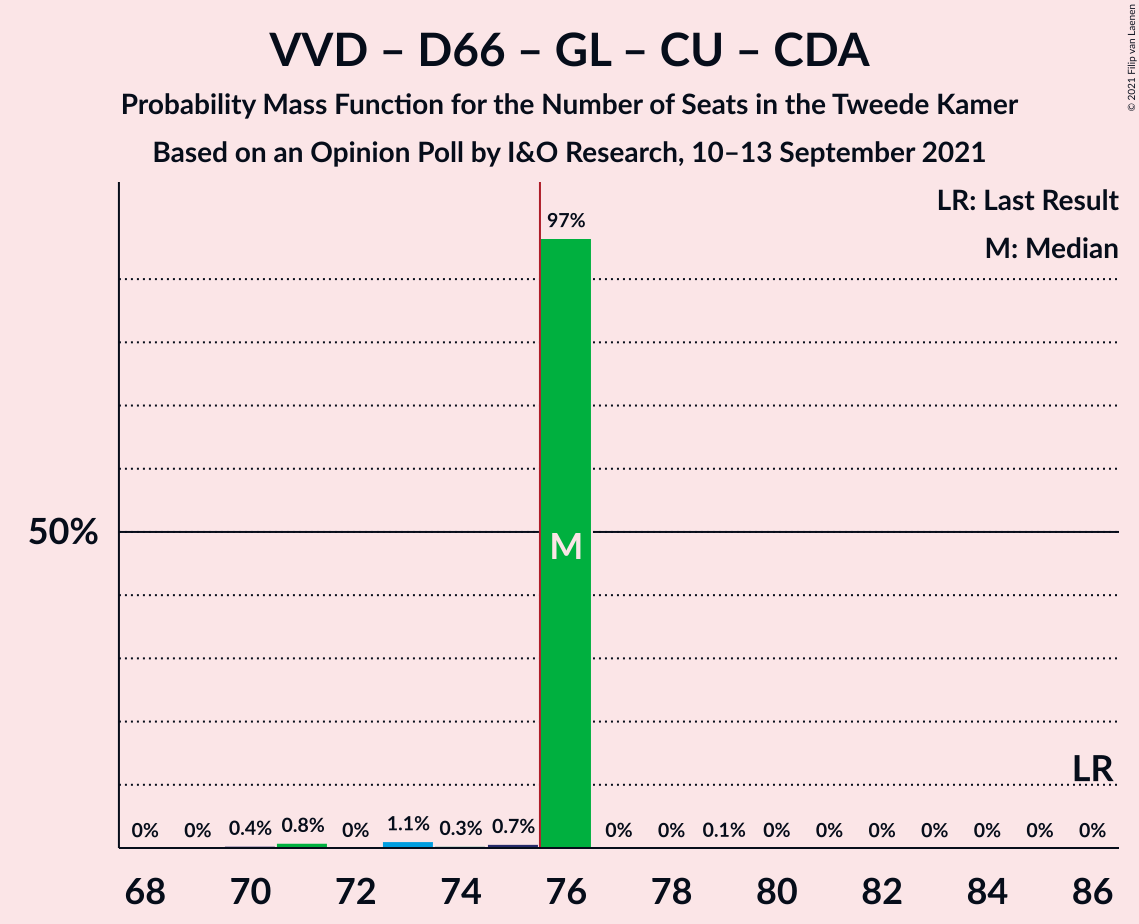 VVD – D66 – GL – CU – CDA
Probability Mass Function for the Number of Seats in the Tweede Kamer
Based on an Opinion Poll by I&O Research, 10–13 September 2021
© 2021 Filip van Laenen
LR: Last Result
M: Median
97%
50%
M
LR
0% 0% 0.4% 0.8% 0% 1.1% 0.3% 0.7% 0% 0% 0.1% 0% 0% 0% 0% 0% 0% 0%
68 70 72 74 76 78 80 82 84 86